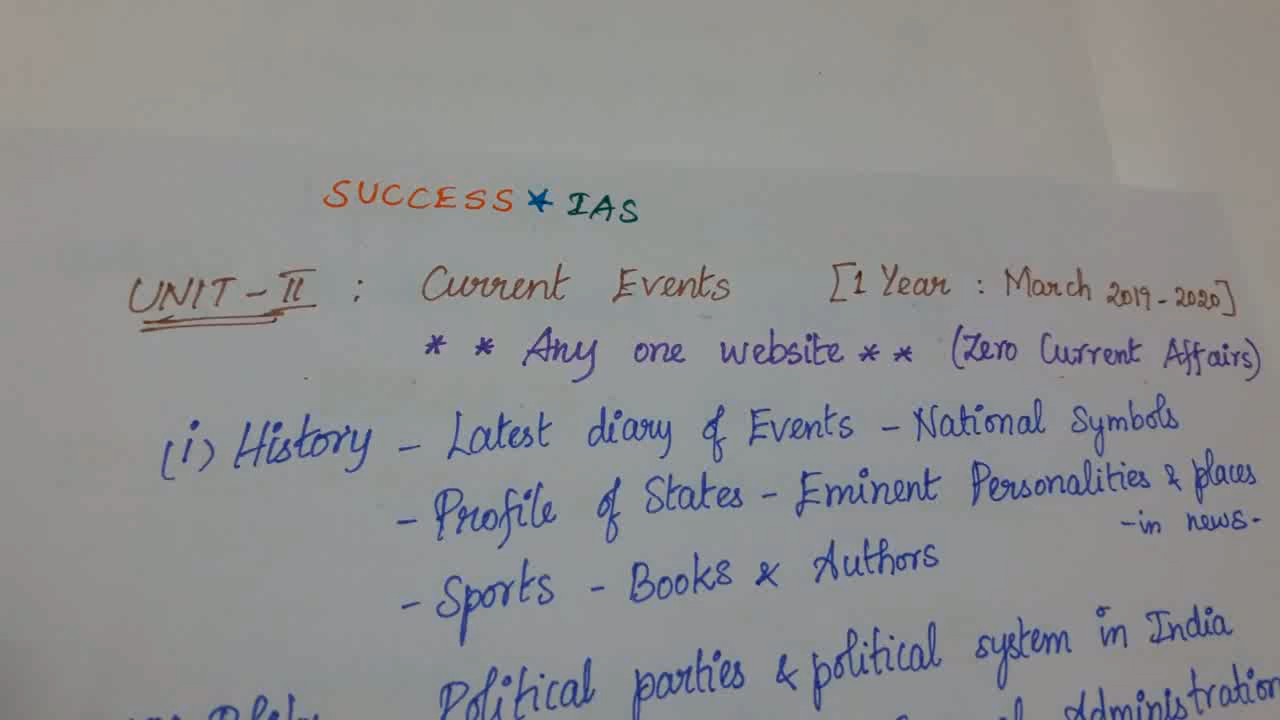 SUCCESS * IAS
UNIT-II : Current Events [1 Year : March 2019-2020]
* * Any one website * * (Zero Current Affairs)
(i) History - Latest diary of Events - National Symbols
- Profile of States - Eminent Personalities & places
-in news-
- Sports - Books & Authors
Political parties & political system in India
Administration